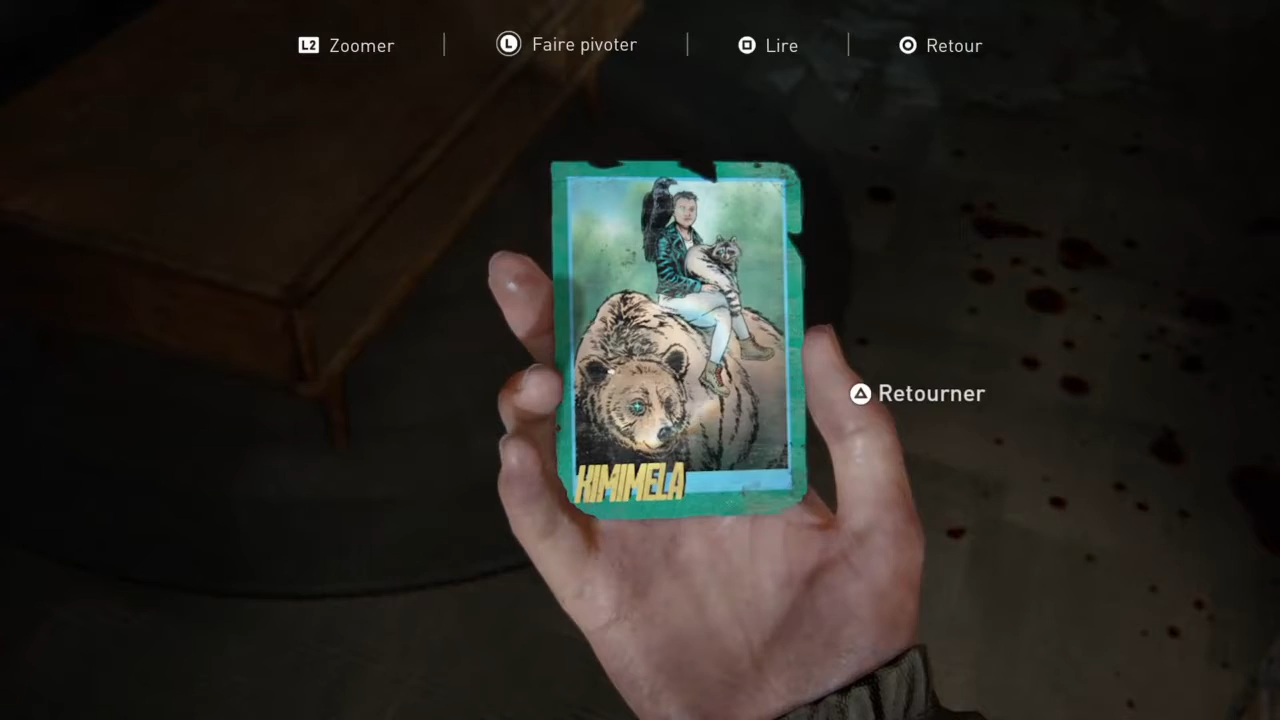 L2 Zoomer
L Faire pivoter
Lire
Retour
Retourner
KIMIMELA